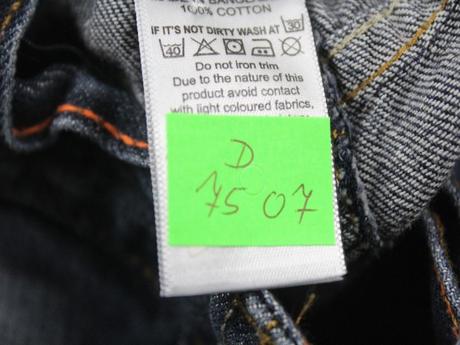 100% COTTON
IF IT'S NOT DIRTY WASH AT 30
40
Do not iron trim
Due to the nature of this
product avoid contact
with light coloured fabrics,
D
75 07